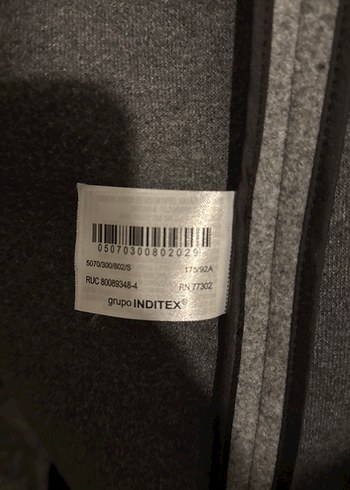 05070300802029
5070/300/802/S 175/92A
RUC 80089348-4 RN 77302
grupo INDITEX®